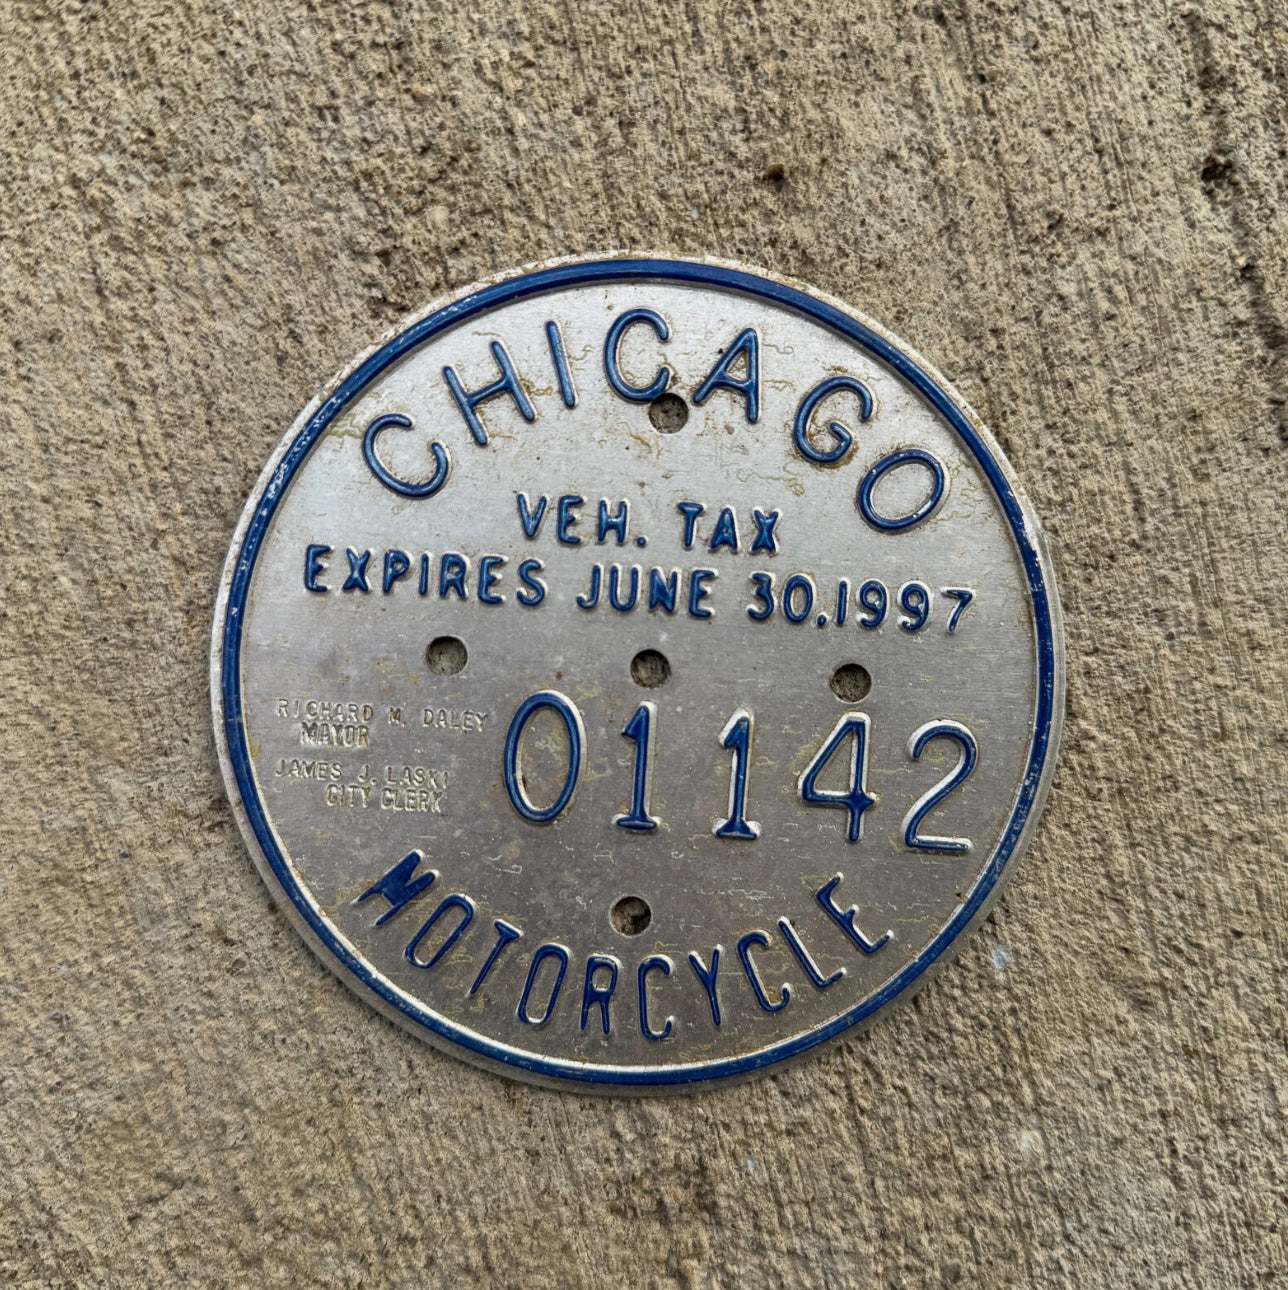 CHICAGO
VEH. TAX
EXPIRES JUNE 30,1997
RICHARD M. DALEY
MAYOR
JAMES J. LASKI
CITY CLERK
01142
MOTORCYCLE